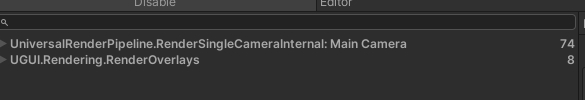 Disable
Editor
UniversalRenderPipeline.RenderSingleCameraInternal: Main Camera 74
UGUI.Rendering.RenderOverlays 8